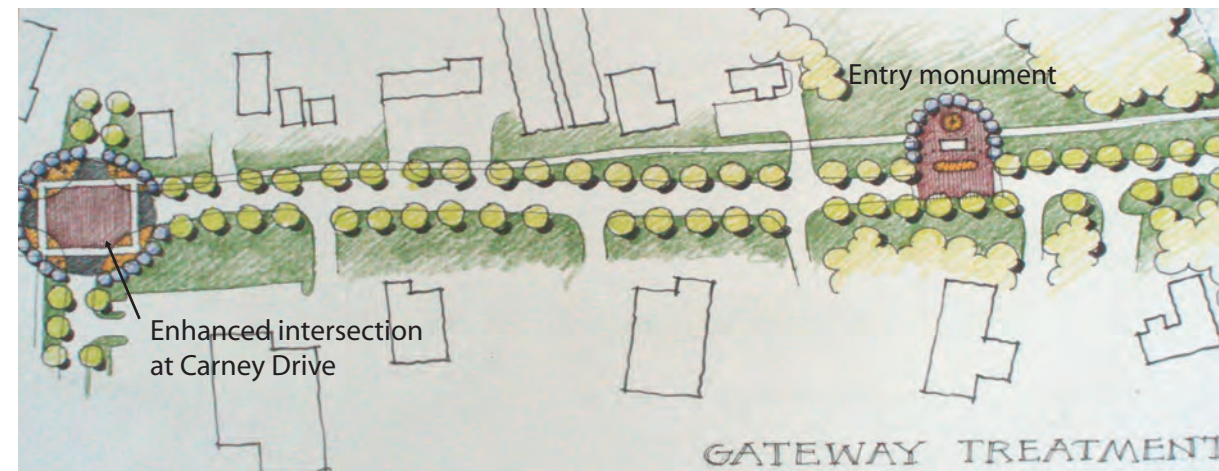 Entry monument
Enhanced intersection
at Carney Drive
GATEWAY TREATMENT